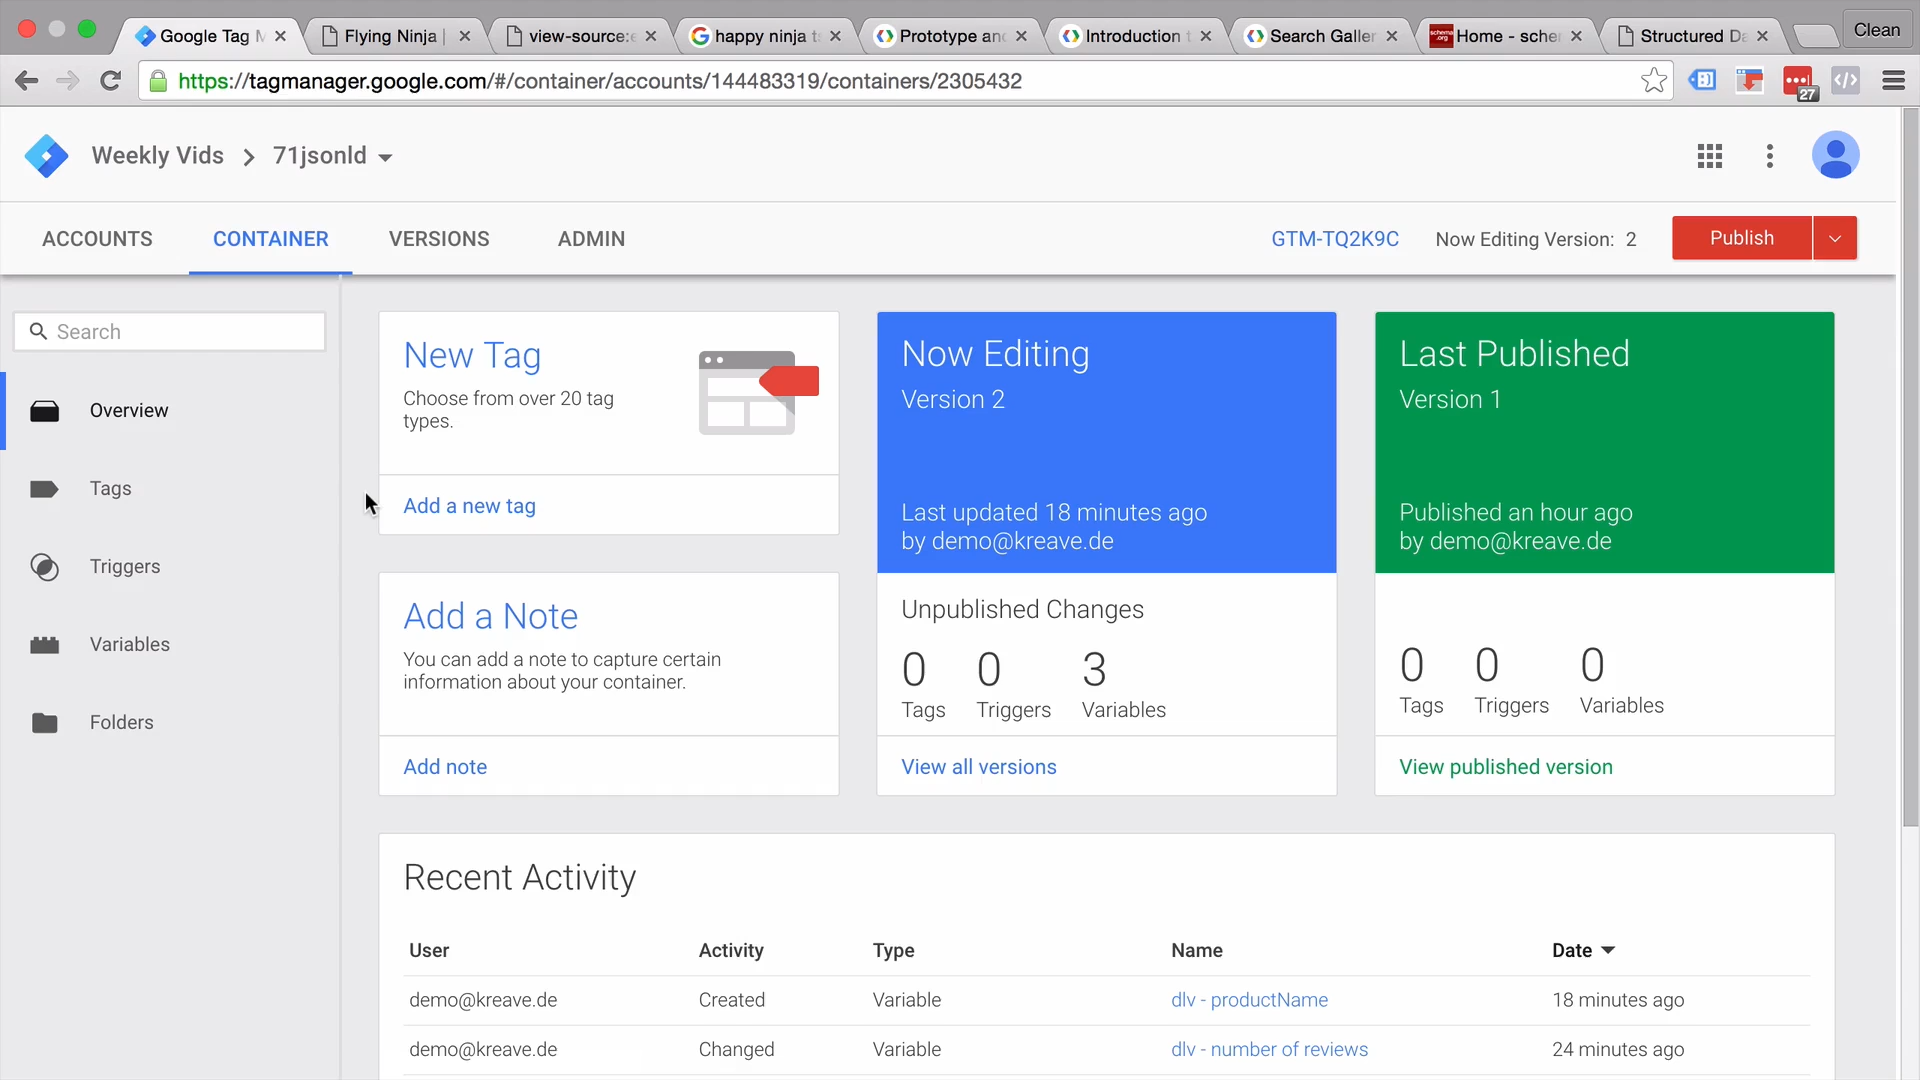 Google Tag M
Flying Ninja |
view-source:e
happy ninja ts
Prototype and
Introduction t
Search Galler
Home - sche
Structured Da
Clean
https://tagmanager.google.com/#/container/accounts/144483319/containers/2305432
27
Weekly Vids > 71jsonld
ACCOUNTS
CONTAINER
VERSIONS
ADMIN
GTM-TQ2K9C
Now Editing Version: 2
Publish
Search
Overview
Tags
Triggers
Variables
Folders
New Tag
Choose from over 20 tag
types.
Add a new tag
Add a Note
You can add a note to capture certain
information about your container.
Add note
Now Editing
Version 2
Last updated 18 minutes ago
by demo@kreave.de
Unpublished Changes
0 0 3
Tags Triggers Variables
View all versions
Last Published
Version 1
Published an hour ago
by demo@kreave.de
0 0 0
Tags Triggers Variables
View published version
Recent Activity
User Activity Type Name Date
demo@kreave.de Created Variable dlv - productName 18 minutes ago
demo@kreave.de Changed Variable dlv - number of reviews 24 minutes ago